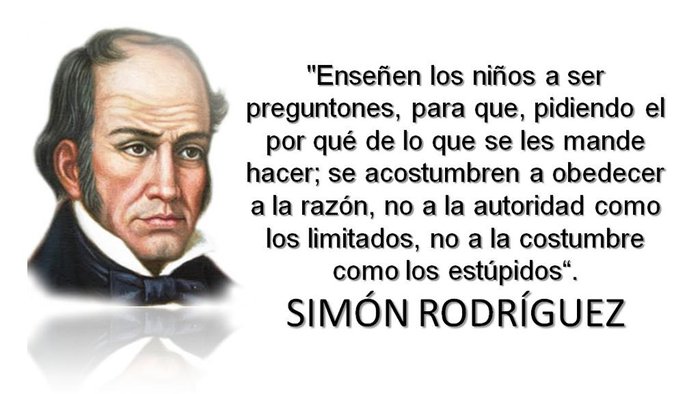 "Enseñen los niños a ser
preguntones, para que, pidiendo el
por qué de lo que se les mande
hacer; se acostumbren a obedecer
a la razón, no a la autoridad como
los limitados, no a la costumbre
como los estúpidos“.
SIMÓN RODRÍGUEZ